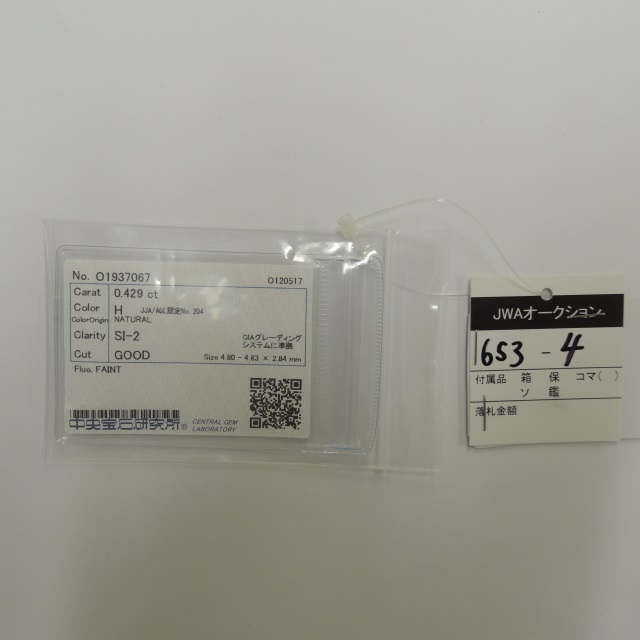 No. O1937067
O120517
Carat 0.429 ct
Color H JJA/AGL認定No. 204
ColorOrigin NATURAL
Clarity SI-2
GIAグレーディング
システムに準拠
Cut GOOD Size 4.80 - 4.83 × 2.84 mm
Fluo. FAINT
中央宝石研究所®
CENTRAL GEM
LABORATORY
JWAオークション
1653 - 4
付属品 箱 保 コマ( )
ソ 鑑
落札金額